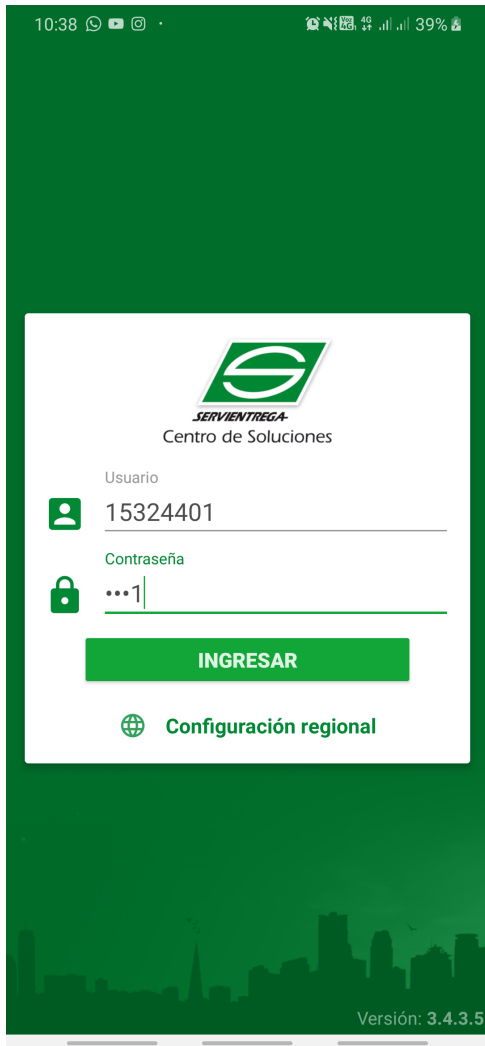 10:38 39%
SERVIENTREGA
Centro de Soluciones
Usuario
15324401
Contraseña
•••1
INGRESAR
Configuración regional
Versión: 3.4.3.5